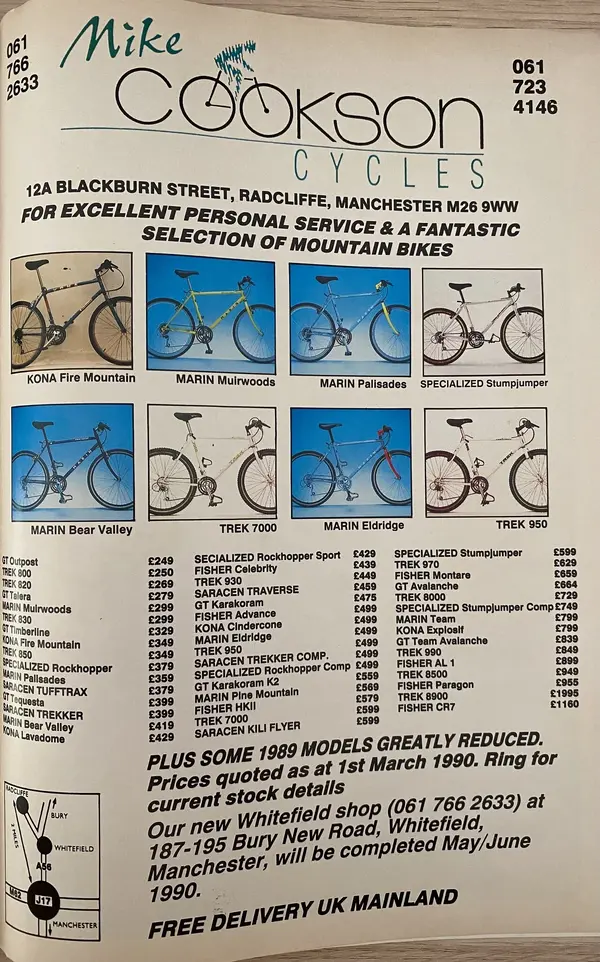 061
766
2633
Mike
COOKSON
CYCLES
061
723
4146
12A BLACKBURN STREET, RADCLIFFE, MANCHESTER M26 9WW
FOR EXCELLENT PERSONAL SERVICE & A FANTASTIC
SELECTION OF MOUNTAIN BIKES
KONA Fire Mountain
MARIN Muirwoods
MARIN Palisades
SPECIALIZED Stumpjumper
MARIN Bear Valley
TREK 7000
MARIN Eldridge
TREK 950
GT Outpost £249
TREK 800 £250
TREK 820 £269
GT Talera £279
MARIN Muirwoods £299
TREK 830 £299
GT Timberline £329
KONA Fire Mountain £349
TREK 850 £349
SPECIALIZED Rockhopper £379
MARIN Palisades £359
SARACEN TUFFTRAX £379
GT Tequesta £399
SARACEN TREKKER £399
MARIN Bear Valley £419
KONA Lavadome £429
SECIALIZED Rockhopper Sport £429
FISHER Celebrity £439
TREK 930 £449
SARACEN TRAVERSE £459
GT Karakoram £475
FISHER Advance £499
KONA Cindercone £499
MARIN Eldridge £499
TREK 950 £499
SARACEN TREKKER COMP. £499
SPECIALIZED Rockhopper Comp £499
GT Karakoram K2 £559
MARIN Pine Mountain £569
FISHER HKII £579
TREK 7000 £599
SARACEN KILI FLYER £599
SPECIALIZED Stumpjumper £599
TREK 970 £629
FISHER Montare £659
GT Avalanche £664
TREK 8000 £729
SPECIALIZED Stumpjumper Comp £749
MARIN Team £799
KONA Explosif £799
GT Team Avalanche £839
TREK 990 £849
FISHER AL 1 £899
TREK 8500 £949
FISHER Paragon £955
TREK 8900 £1995
FISHER CR7 £1160
PLUS SOME 1989 MODELS GREATLY REDUCED.
Prices quoted as at 1st March 1990. Ring for
current stock details
Our new Whitefield shop (061 766 2633) at
187-195 Bury New Road, Whitefield,
Manchester, will be completed May/June
1990.
FREE DELIVERY UK MAINLAND
RADCLIFFE
BURY
2 MILES
WHITEFIELD
A56
M62
J17
MANCHESTER